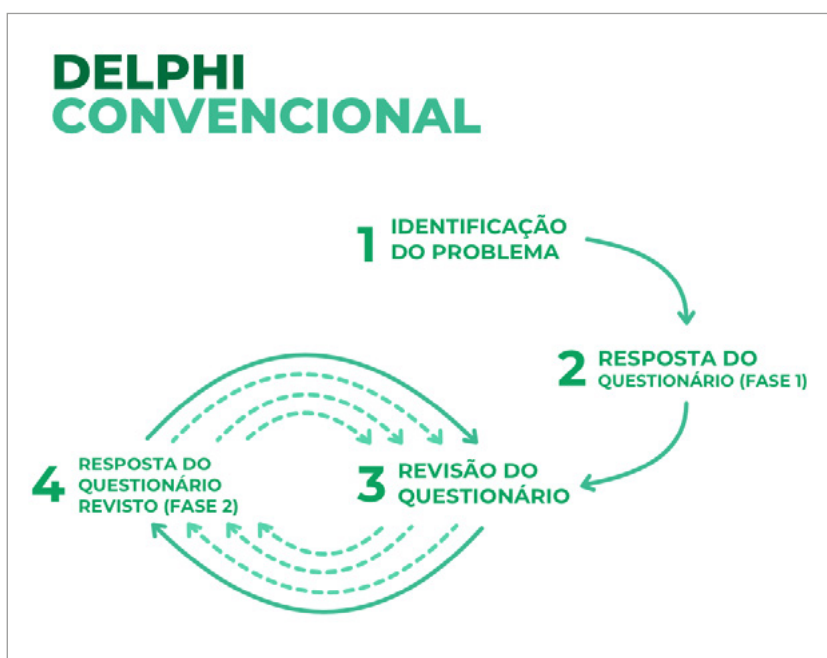 DELPHI
CONVENCIONAL
1 IDENTIFICAÇÃO
DO PROBLEMA
2 RESPOSTA DO
QUESTIONÁRIO (FASE 1)
3 REVISÃO DO
QUESTIONÁRIO
4 RESPOSTA DO
QUESTIONÁRIO
REVISTO (FASE 2)